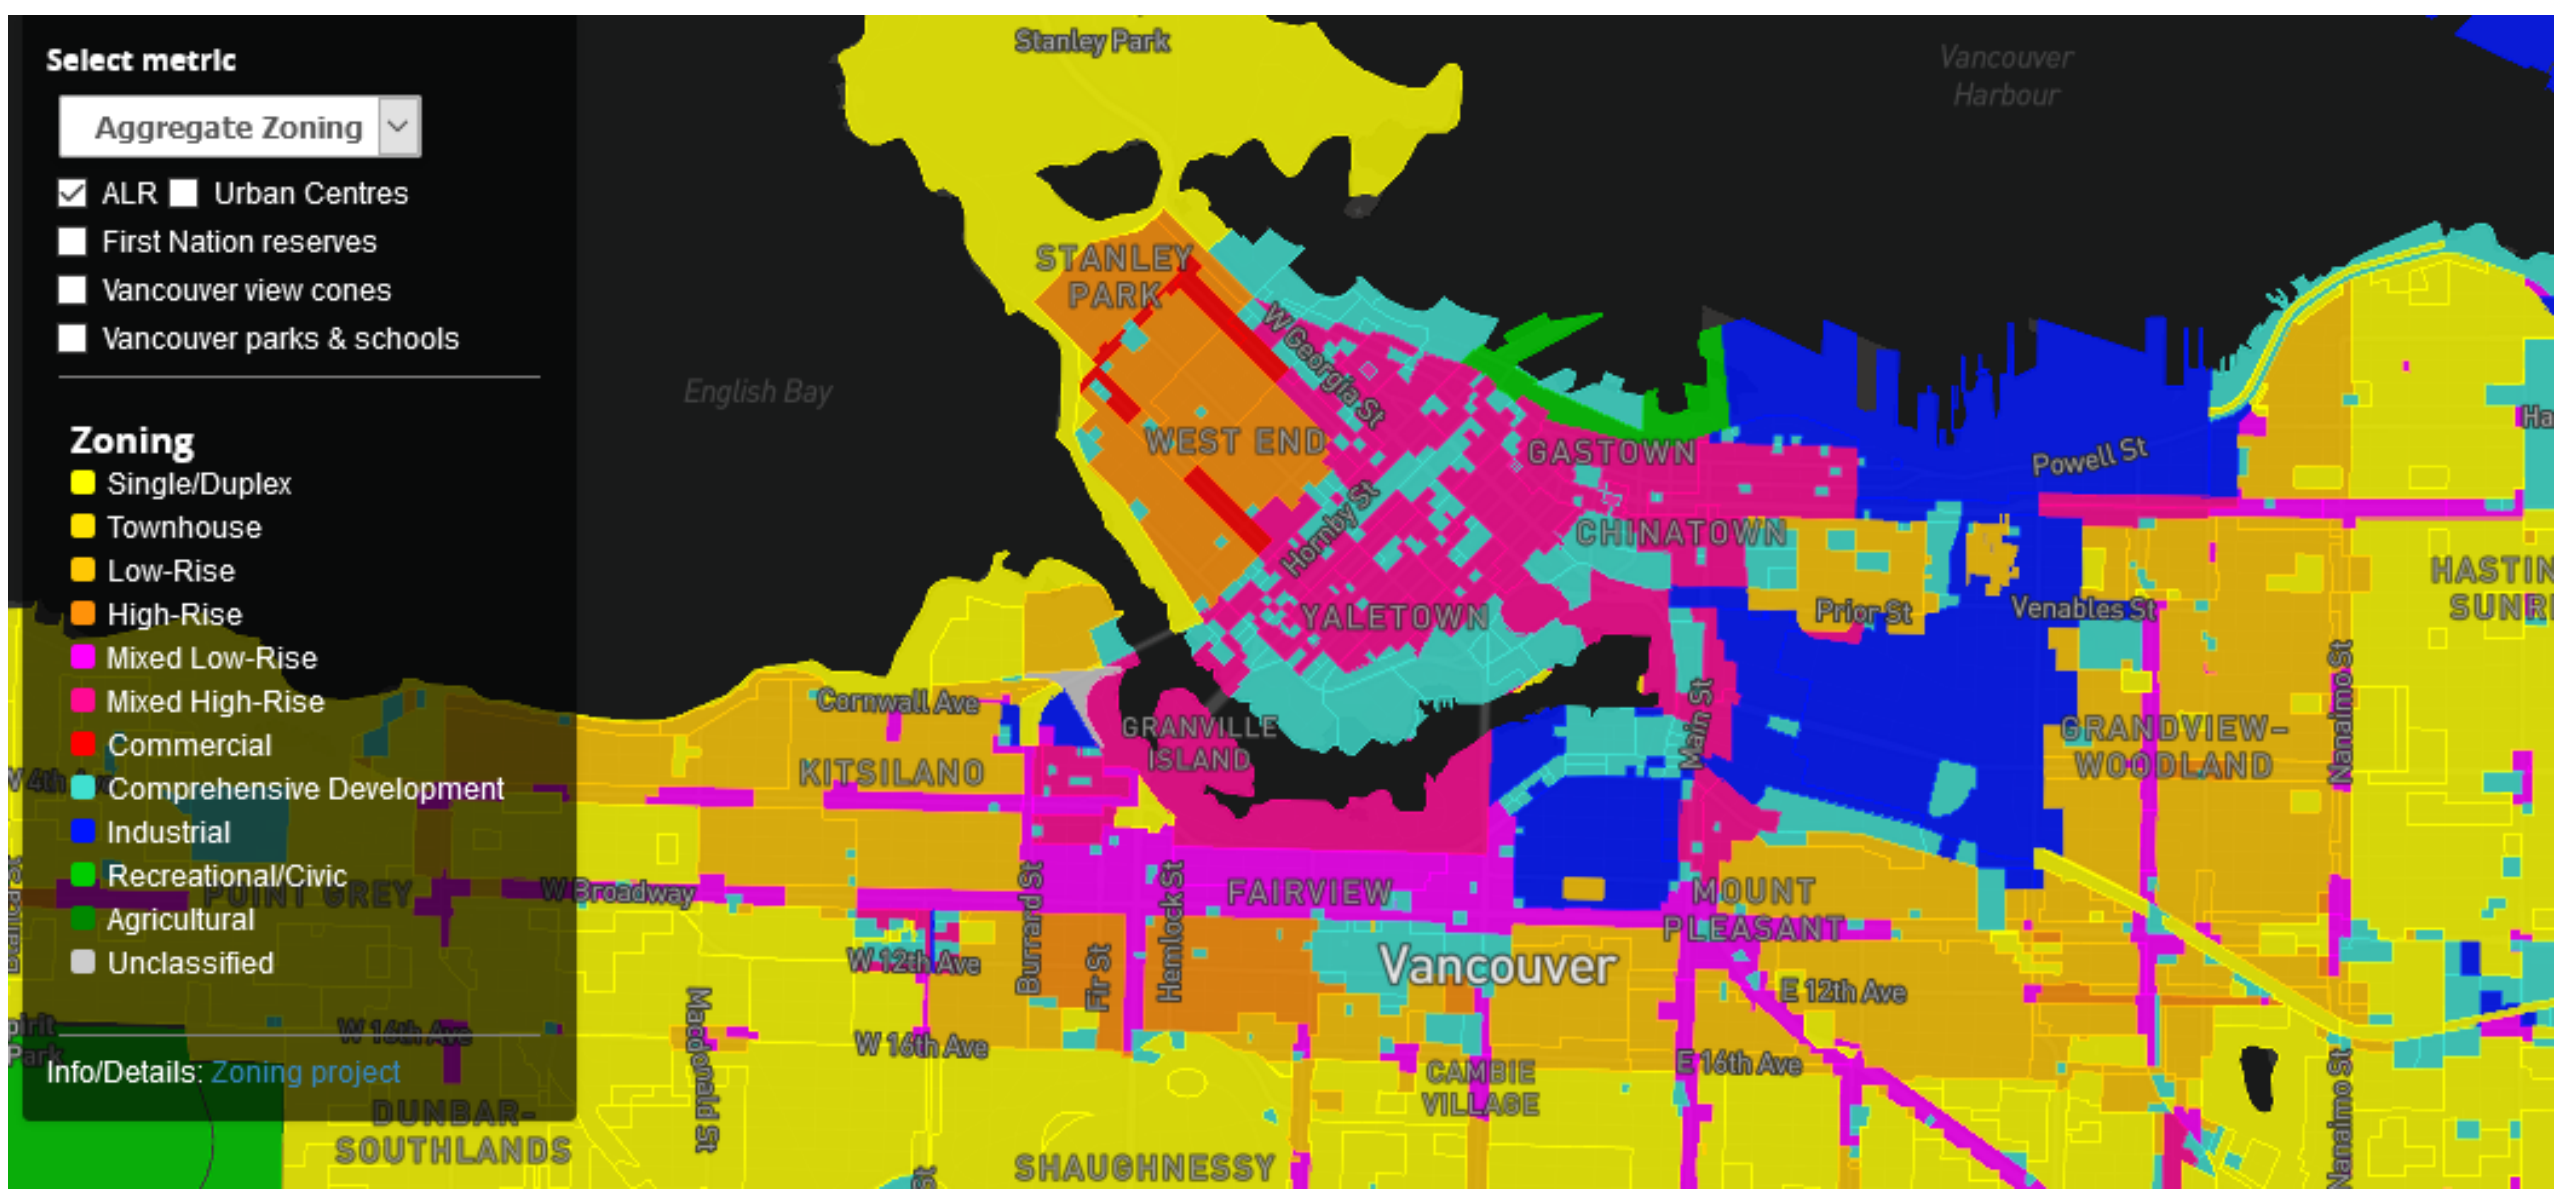 Select metric
Aggregate Zoning
ALR Urban Centres
First Nation reserves
Vancouver view cones
Vancouver parks & schools
Zoning
Single/Duplex
Townhouse
Low-Rise
High-Rise
Mixed Low-Rise
Mixed High-Rise
Commercial
Comprehensive Development
Industrial
Recreational/Civic
Agricultural
Unclassified
Info/Details: Zoning project
Stanley Park
Vancouver
Harbour
STANLEY
PARK
English Bay
W Georgia St
WEST END
GASTOWN
Powell St
Hornby St
CHINATOWN
YALETOWN
Prior St
Venables St
Cornwall Ave
GRANVILLE
ISLAND
KITSILANO
Main St
GRANDVIEW-
WOODLAND
Nanaimo St
POINT GREY
W Broadway
Burrard St
Fir St
Hemlock St
FAIRVIEW
MOUNT
PLEASANT
W 12th Ave
Vancouver
E 12th Ave
W 16th Ave
Macdonald St
W 16th Ave
E 16th Ave
CAMBIE
VILLAGE
Nanaimo St
DUNBAR-
SOUTHLANDS
SHAUGHNESSY
Park
St